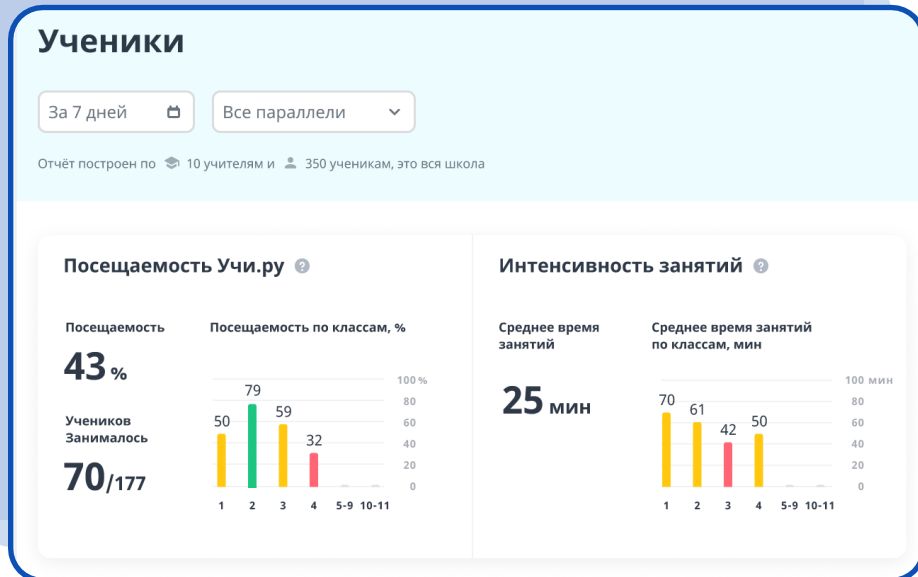 Ученики
За 7 дней
Все параллели
Отчёт построен по 10 учителям и 350 ученикам, это вся школа
Посещаемость Учи.ру ?
Посещаемость
43 %
Учеников
Занималось
70/177
Посещаемость по классам, %
100 %
80
60
40
20
0
50
79
59
32
1 2 3 4 5-9 10-11
Интенсивность занятий ?
Среднее время
занятий
25 мин
Среднее время занятий
по классам, мин
100 мин
80
60
40
20
0
70
61
42
50
1 2 3 4 5-9 10-11